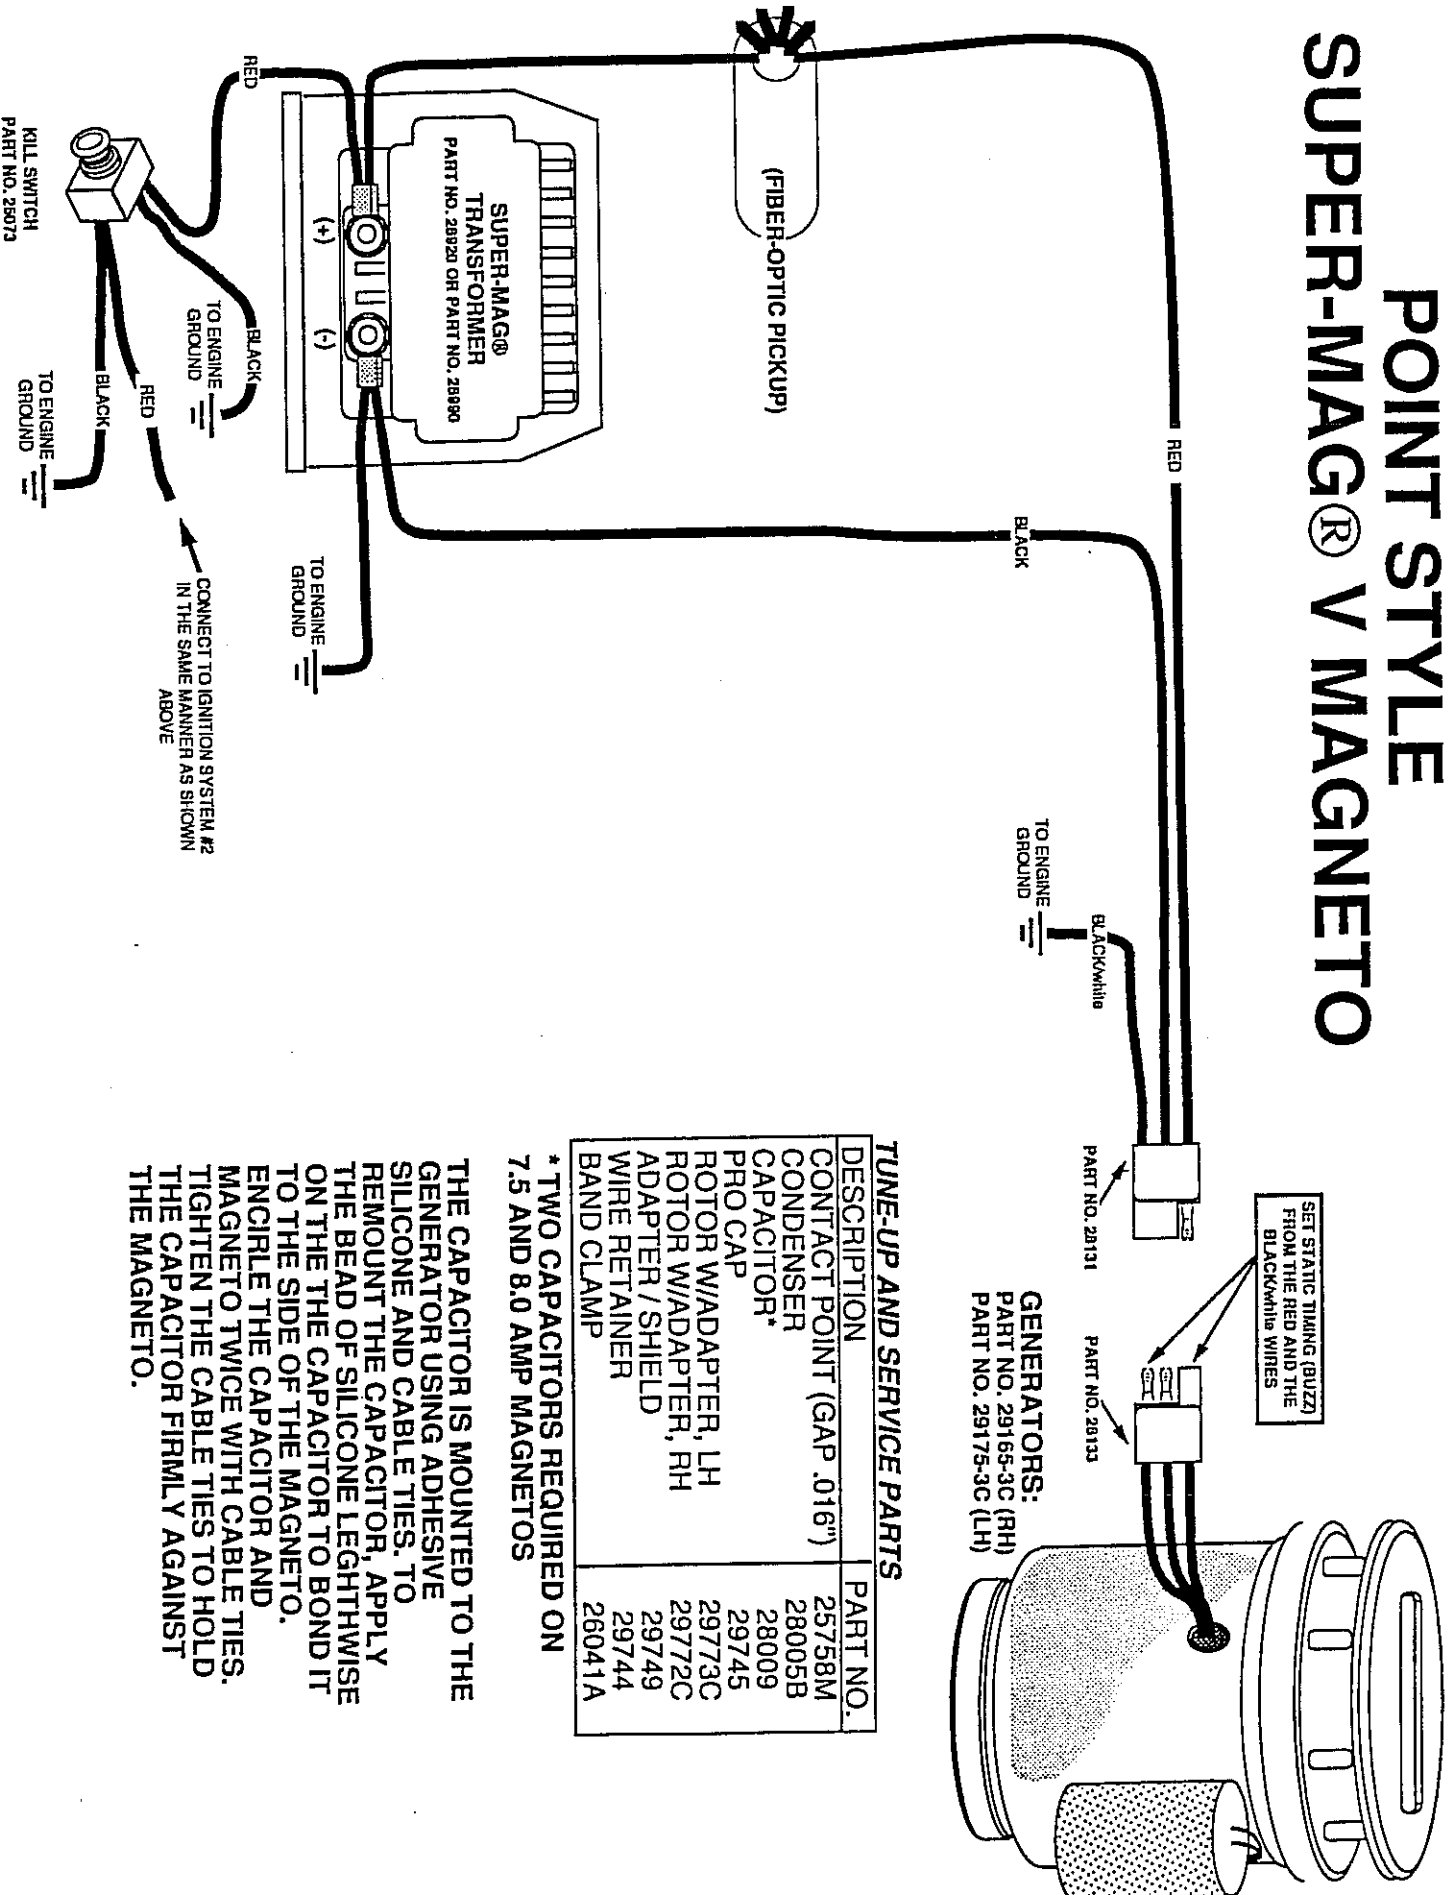 POINT STYLE
SUPER-MAG® V MAGNETO
RED
(FIBER-OPTIC PICKUP)
BLACK
SUPER-MAG®
TRANSFORMER
PART NO. 28920 OR PART NO. 28990
(+)
(-)
RED
KILL SWITCH
PART NO. 25073
BLACK
TO ENGINE
GROUND
RED
BLACK
TO ENGINE
GROUND
CONNECT TO IGNITION SYSTEM #2
IN THE SAME MANNER AS SHOWN
ABOVE
TO ENGINE
GROUND
BLACK/white
TO ENGINE
GROUND
SET STATIC TIMING (BUZZ)
FROM THE RED AND THE
BLACK/white WIRES
PART NO. 28131
PART NO. 28133
GENERATORS:
PART NO. 29165-3C (RH)
PART NO. 29175-3C (LH)
TUNE-UP AND SERVICE PARTS
DESCRIPTION PART NO.
CONTACT POINT (GAP .016") 25758M
CONDENSER 28005B
CAPACITOR* 28009
PRO CAP 29745
ROTOR W/ADAPTER, LH 29773C
ROTOR W/ADAPTER, RH 29772C
ADAPTER / SHIELD 29749
WIRE RETAINER 29744
BAND CLAMP 26041A
* TWO CAPACITORS REQUIRED ON
7.5 AND 8.0 AMP MAGNETOS
THE CAPACITOR IS MOUNTED TO THE
GENERATOR USING ADHESIVE
SILICONE AND CABLE TIES. TO
REMOUNT THE CAPACITOR, APPLY
THE BEAD OF SILICONE LEGHTHWISE
ON THE THE CAPACITOR TO BOND IT
TO THE SIDE OF THE MAGNETO.
ENCIRLE THE CAPACITOR AND
MAGNETO TWICE WITH CABLE TIES.
TIGHTEN THE CABLE TIES TO HOLD
THE CAPACITOR FIRMLY AGAINST
THE MAGNETO.